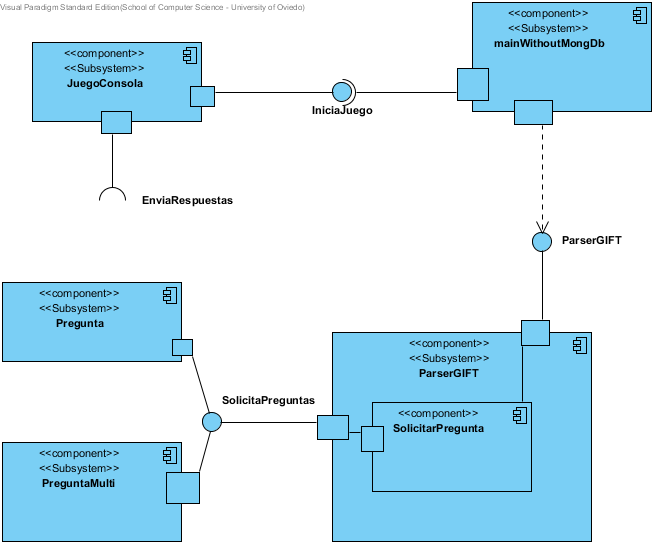 Visual Paradigm Standard Edition(School of Computer Science - University of Oviedo)
<<component>>
<<Subsystem>>
mainWithoutMongDb
<<component>>
<<Subsystem>>
JuegoConsola
IniciaJuego
EnviaRespuestas
ParserGIFT
<<component>>
<<Subsystem>>
Pregunta
<<component>>
<<Subsystem>>
ParserGIFT
SolicitaPreguntas
<<component>>
SolicitarPregunta
<<component>>
<<Subsystem>>
PreguntaMulti